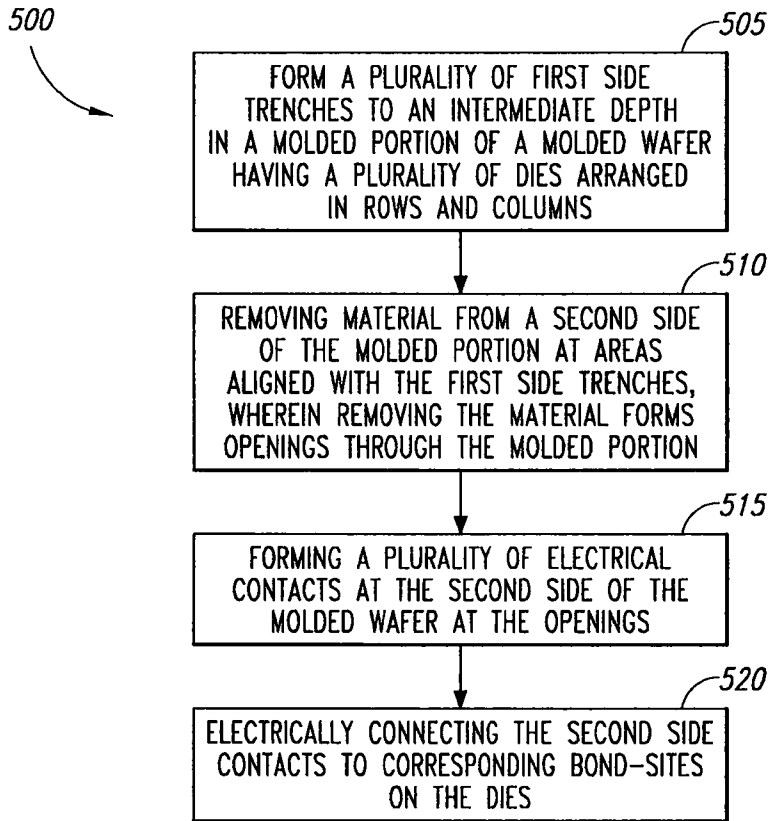 500
505
FORM A PLURALITY OF FIRST SIDE
TRENCHES TO AN INTERMEDIATE DEPTH
IN A MOLDED PORTION OF A MOLDED WAFER
HAVING A PLURALITY OF DIES ARRANGED
IN ROWS AND COLUMNS
510
REMOVING MATERIAL FROM A SECOND SIDE
OF THE MOLDED PORTION AT AREAS
ALIGNED WITH THE FIRST SIDE TRENCHES,
WHEREIN REMOVING THE MATERIAL FORMS
OPENINGS THROUGH THE MOLDED PORTION
515
FORMING A PLURALITY OF ELECTRICAL
CONTACTS AT THE SECOND SIDE OF THE
MOLDED WAFER AT THE OPENINGS
520
ELECTRICALLY CONNECTING THE SECOND SIDE
CONTACTS TO CORRESPONDING BOND-SITES
ON THE DIES